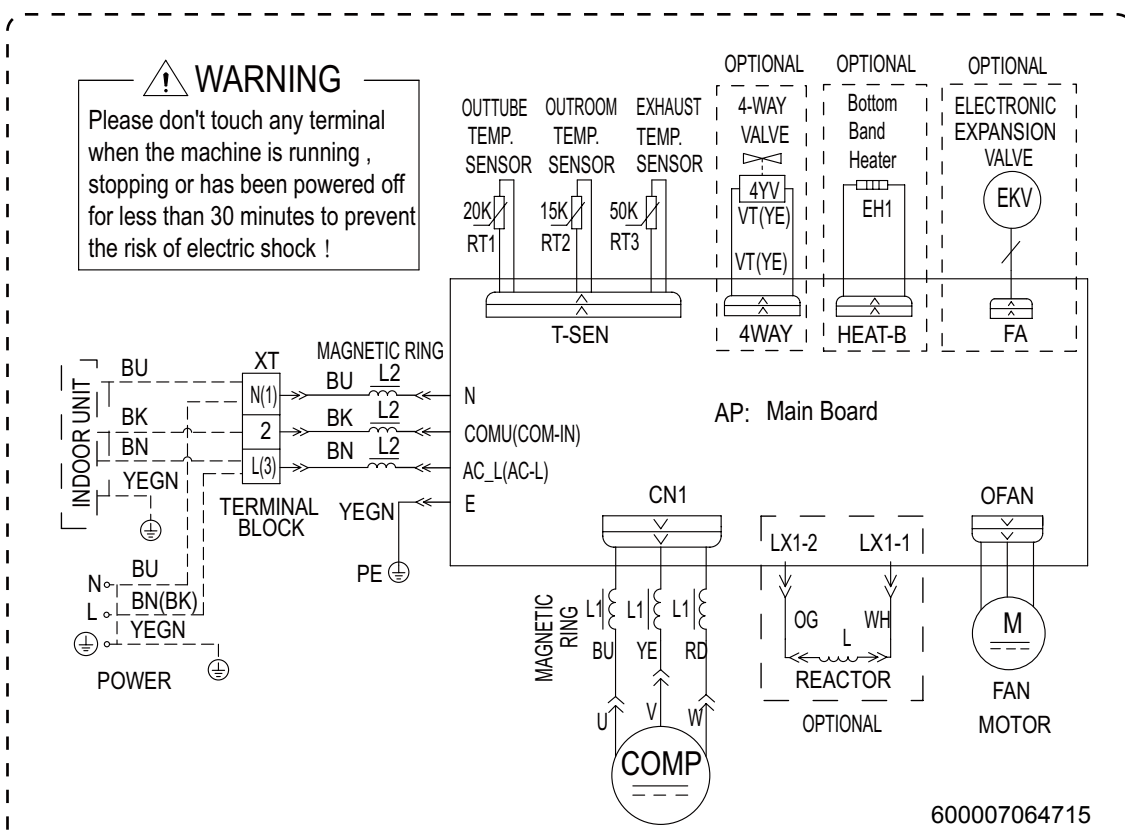 WARNING
Please don't touch any terminal
when the machine is running ,
stopping or has been powered off
for less than 30 minutes to prevent
the risk of electric shock !
OUTTUBE
TEMP.
SENSOR
20K
RT1
OUTROOM
TEMP.
SENSOR
15K
RT2
EXHAUST
TEMP.
SENSOR
50K
RT3
T-SEN
OPTIONAL
4-WAY
VALVE
4YV
VT(YE)
VT(YE)
4WAY
OPTIONAL
Bottom
Band
Heater
EH1
HEAT-B
OPTIONAL
ELECTRONIC
EXPANSION
VALVE
EKV
FA
INDOOR UNIT
BU
BK
BN
YEGN
XT
N(1)
2
L(3)
TERMINAL
BLOCK
MAGNETIC RING
BU
L2
BK
L2
BN
L2
YEGN
PE
N
COMU(COM-IN)
AC_L(AC-L)
E
AP: Main Board
N
BU
L
BN(BK)
YEGN
POWER
CN1
MAGNETIC
RING
L1
L1
L1
BU
YE
RD
U
V
W
COMP
LX1-2
LX1-1
OG
WH
L
REACTOR
OPTIONAL
OFAN
M
FAN
MOTOR
600007064715